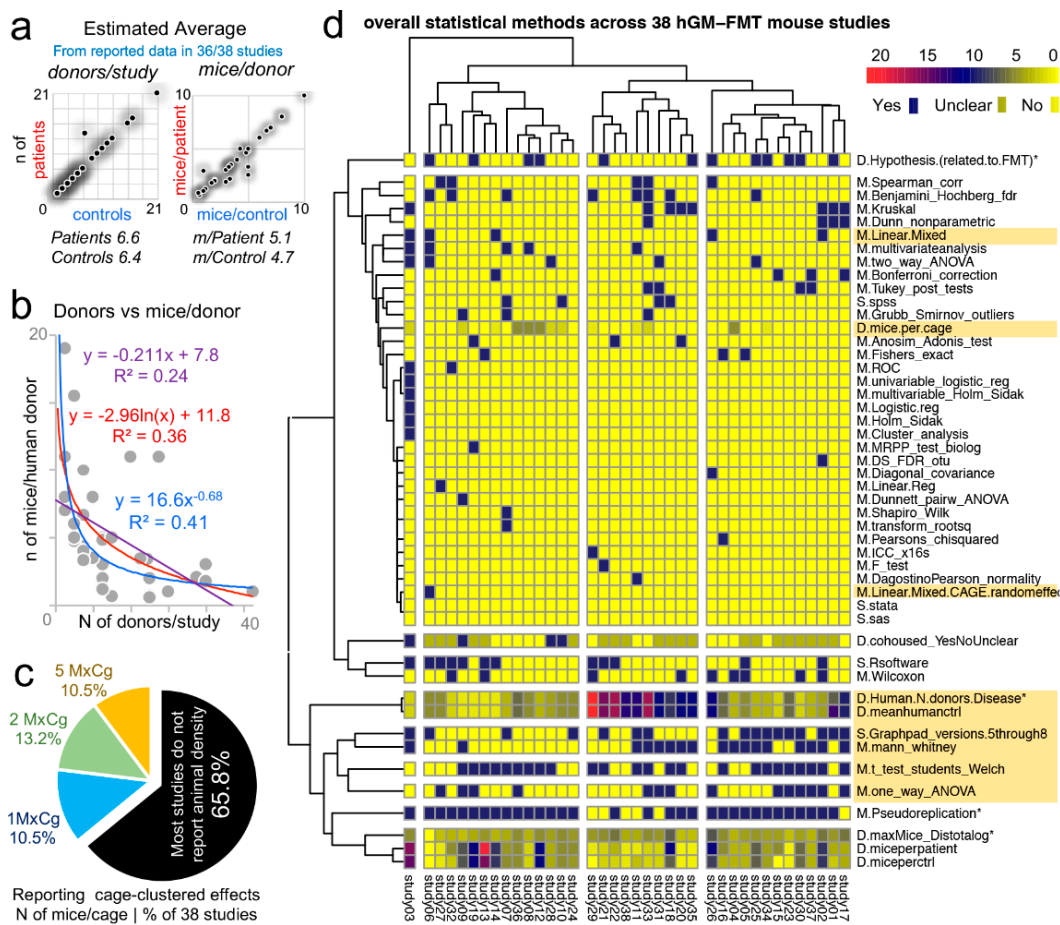 a
Estimated Average
From reported data in 36/38 studies
donors/study
mice/donor
21
n of
patients
0
controls
21
Patients 6.6
Controls 6.4
10
mice/patient
0
mice/control
10
m/Patient 5.1
m/Control 4.7
b
Donors vs mice/donor
20
n of mice/human donor
y = -0.211x + 7.8
R² = 0.24
y = -2.96ln(x) + 11.8
R² = 0.36
y = 16.6x-0.68
R² = 0.41
0
N of donors/study
40
c
5 MxCg
10.5%
2 MxCg
13.2%
1MxCg
10.5%
Most studies do not
report animal density
65.8%
Reporting cage-clustered effects
N of mice/cage | % of 38 studies
d
overall statistical methods across 38 hGM−FMT mouse studies
20 15 10 5 0
Yes Unclear No
D.Hypothesis.(related.to.FMT)*
M.Spearman_corr
M.Benjamini_Hochberg_fdr
M.Kruskal
M.Dunn_nonparametric
M.Linear.Mixed
M.multivariateanalysis
M.two_way_ANOVA
M.Bonferroni_correction
M.Tukey_post_tests
S.spss
M.Grubb_Smirnov_outliers
D.mice.per.cage
M.Anosim_Adonis_test
M.Fishers_exact
M.ROC
M.univariable_logistic_reg
M.multivariable_Holm_Sidak
M.Logistic.reg
M.Holm_Sidak
M.Cluster_analysis
M.MRPP_test_biolog
M.DS_FDR_otu
M.Diagonal_covariance
M.Linear.Reg
M.Dunnett_pairw_ANOVA
M.Shapiro_Wilk
M.transform_rootsq
M.Pearsons_chisquared
M.ICC_x16s
M.F_test
M.DagostinoPearson_normality
M.Linear.Mixed.CAGE.randomeffec
S.stata
S.sas
D.cohoused_YesNoUnclear
S.Rsoftware
M.Wilcoxon
D.Human.N.donors.Disease*
D.meanhumanctrl
S.Graphpad_versions.5through8
M.mann_whitney
M.t_test_students_Welch
M.one_way_ANOVA
M.Pseudoreplication*
D.maxMice_Distotalog*
D.miceperpatient
D.miceperctrl
study03
study06
study27
study32
study09
study19
study13
study14
study07
study36
study08
study12
study28
study10
study24
study29
study21
study22
study38
study11
study33
study31
study18
study20
study35
study26
study16
study04
study05
study25
study34
study15
study23
study37
study30
study02
study01
study17